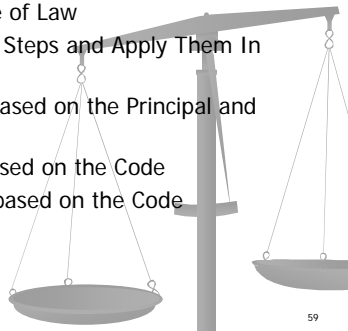 e of Law
Steps and Apply Them In
ased on the Principal and
sed on the Code
based on the Code
59